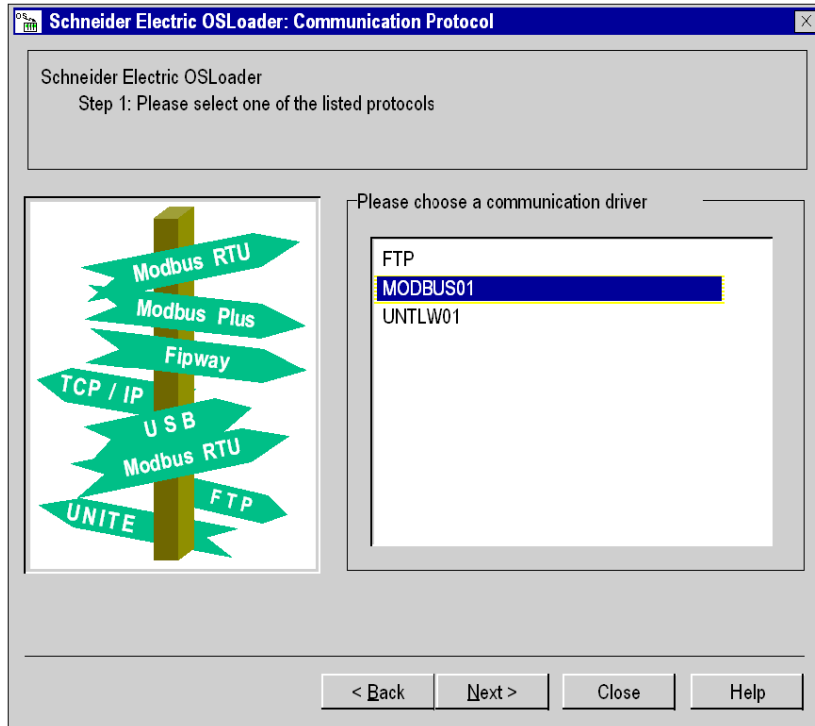 Schneider Electric OSLoader: Communication Protocol
Schneider Electric OSLoader
Step 1: Please select one of the listed protocols
Modbus RTU
Modbus Plus
Fipway
TCP / IP
USB
Modbus RTU
FTP
UNITE
Please choose a communication driver
FTP
MODBUS01
UNTLW01
< Back
Next >
Close
Help